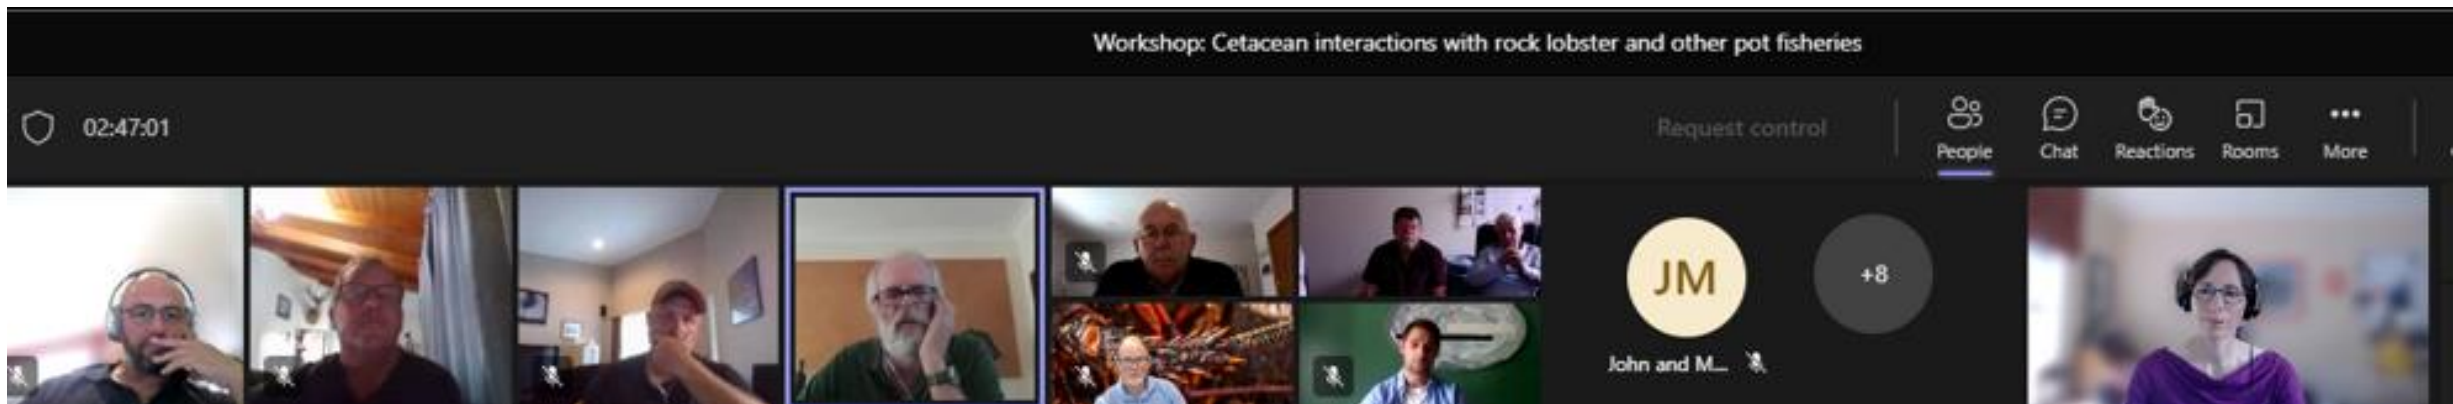 Workshop: Cetacean interactions with rock lobster and other pot fisheries
02:47:01
Request control
People
Chat
Reactions
Rooms
More
JM
+8
John and M...